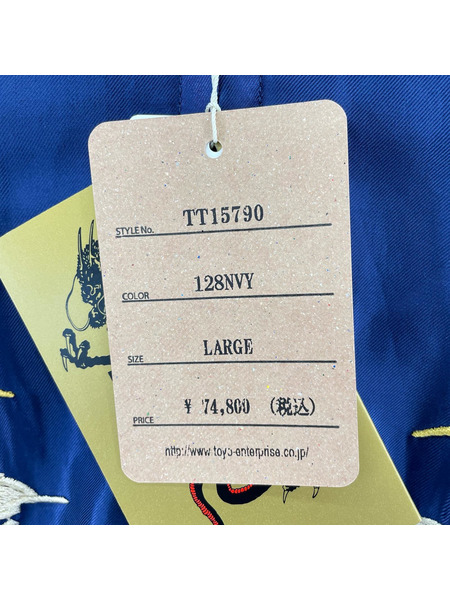 STYLE No. TT15790
COLOR 128NVY
SIZE LARGE
PRICE ¥ 74,800 (税込)
http://www.toyo-enterprise.co.jp/